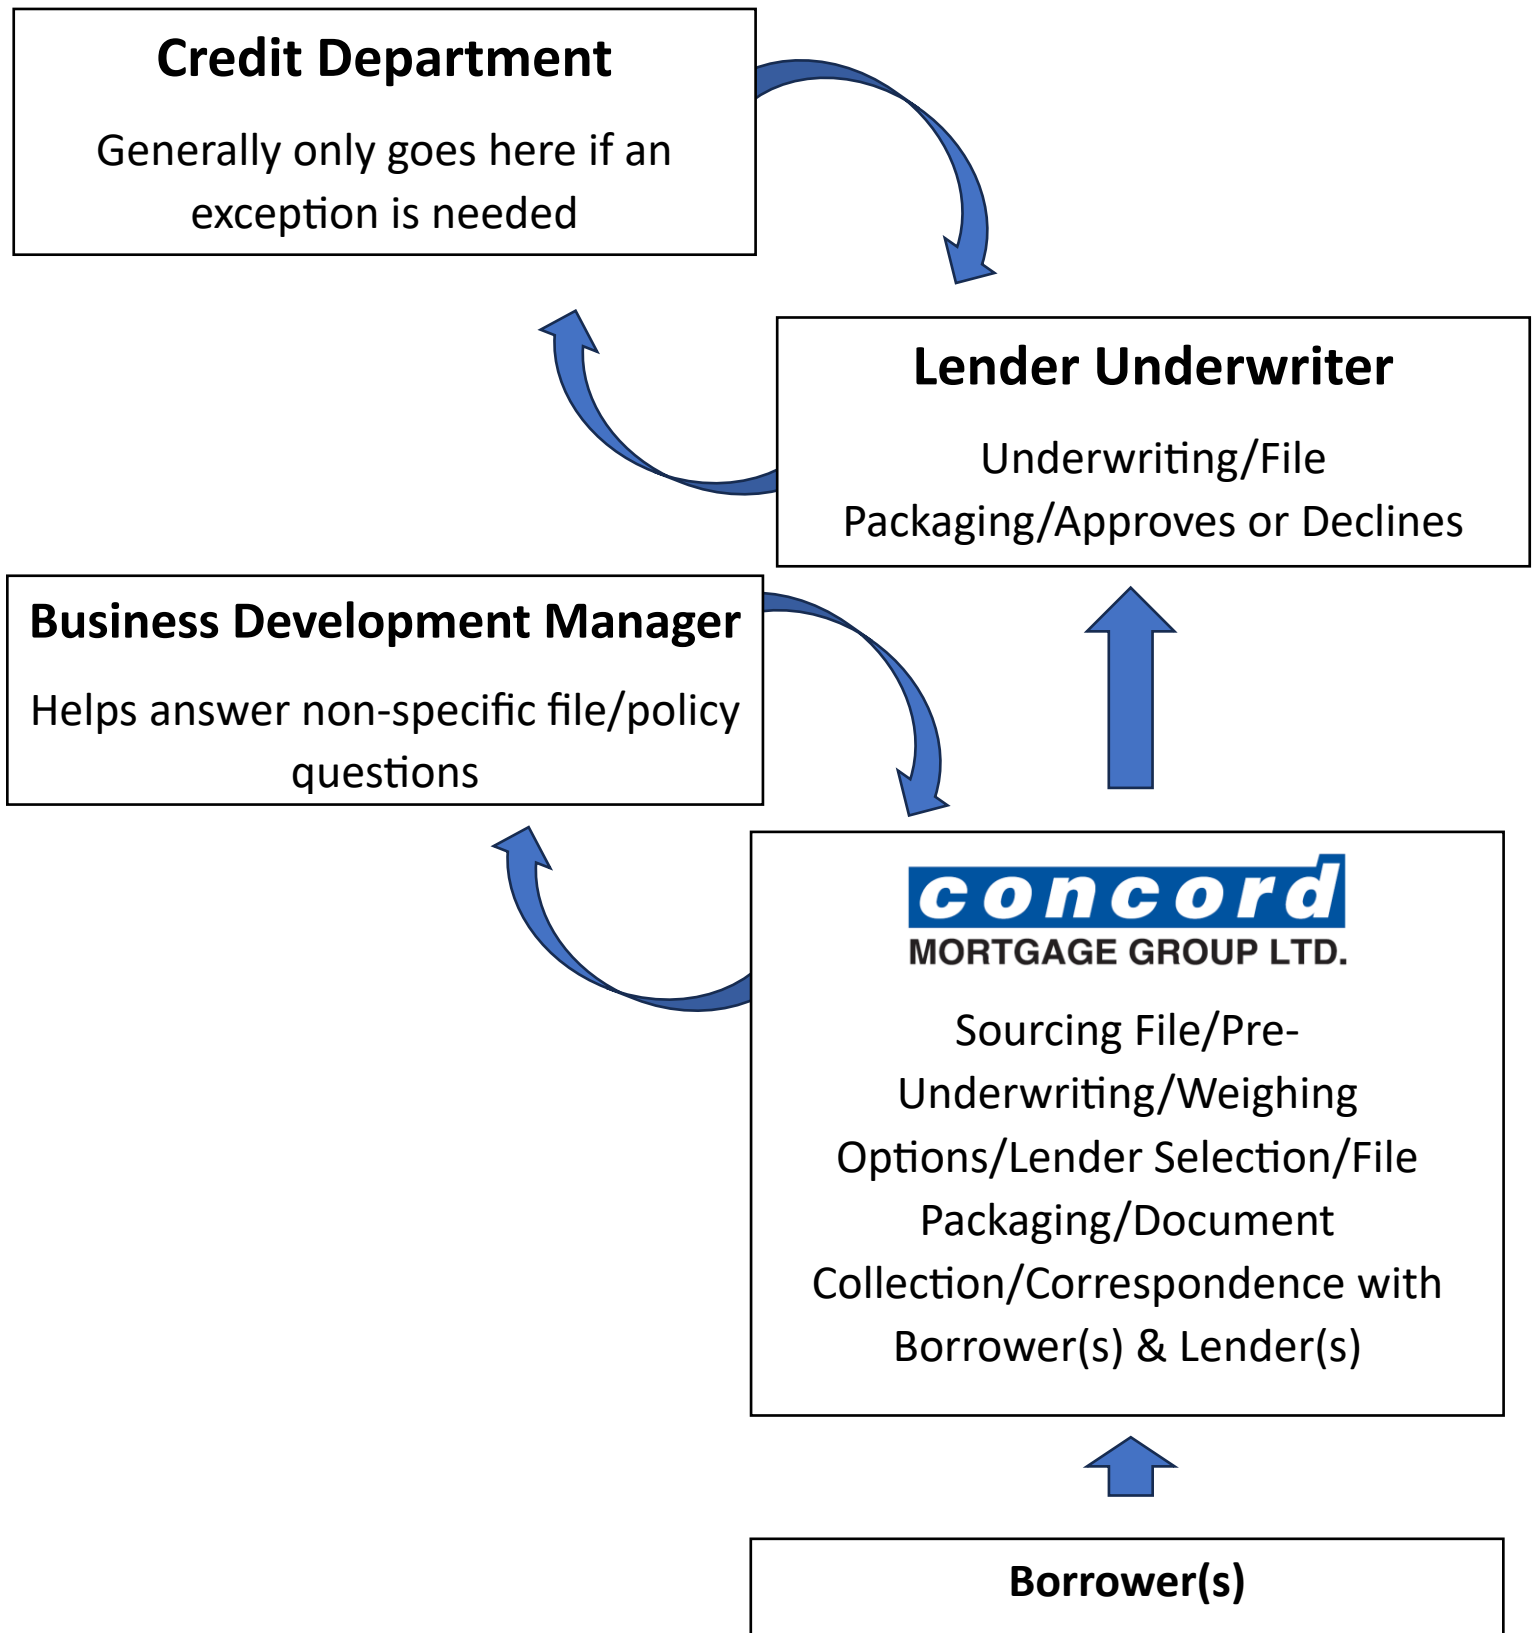 Credit Department
Generally only goes here if an
exception is needed
Lender Underwriter
Underwriting/File
Packaging/Approves or Declines
Business Development Manager
Helps answer non-specific file/policy
questions
concord
MORTGAGE GROUP LTD.
Sourcing File/Pre-
Underwriting/Weighing
Options/Lender Selection/File
Packaging/Document
Collection/Correspondence with
Borrower(s) & Lender(s)
Borrower(s)